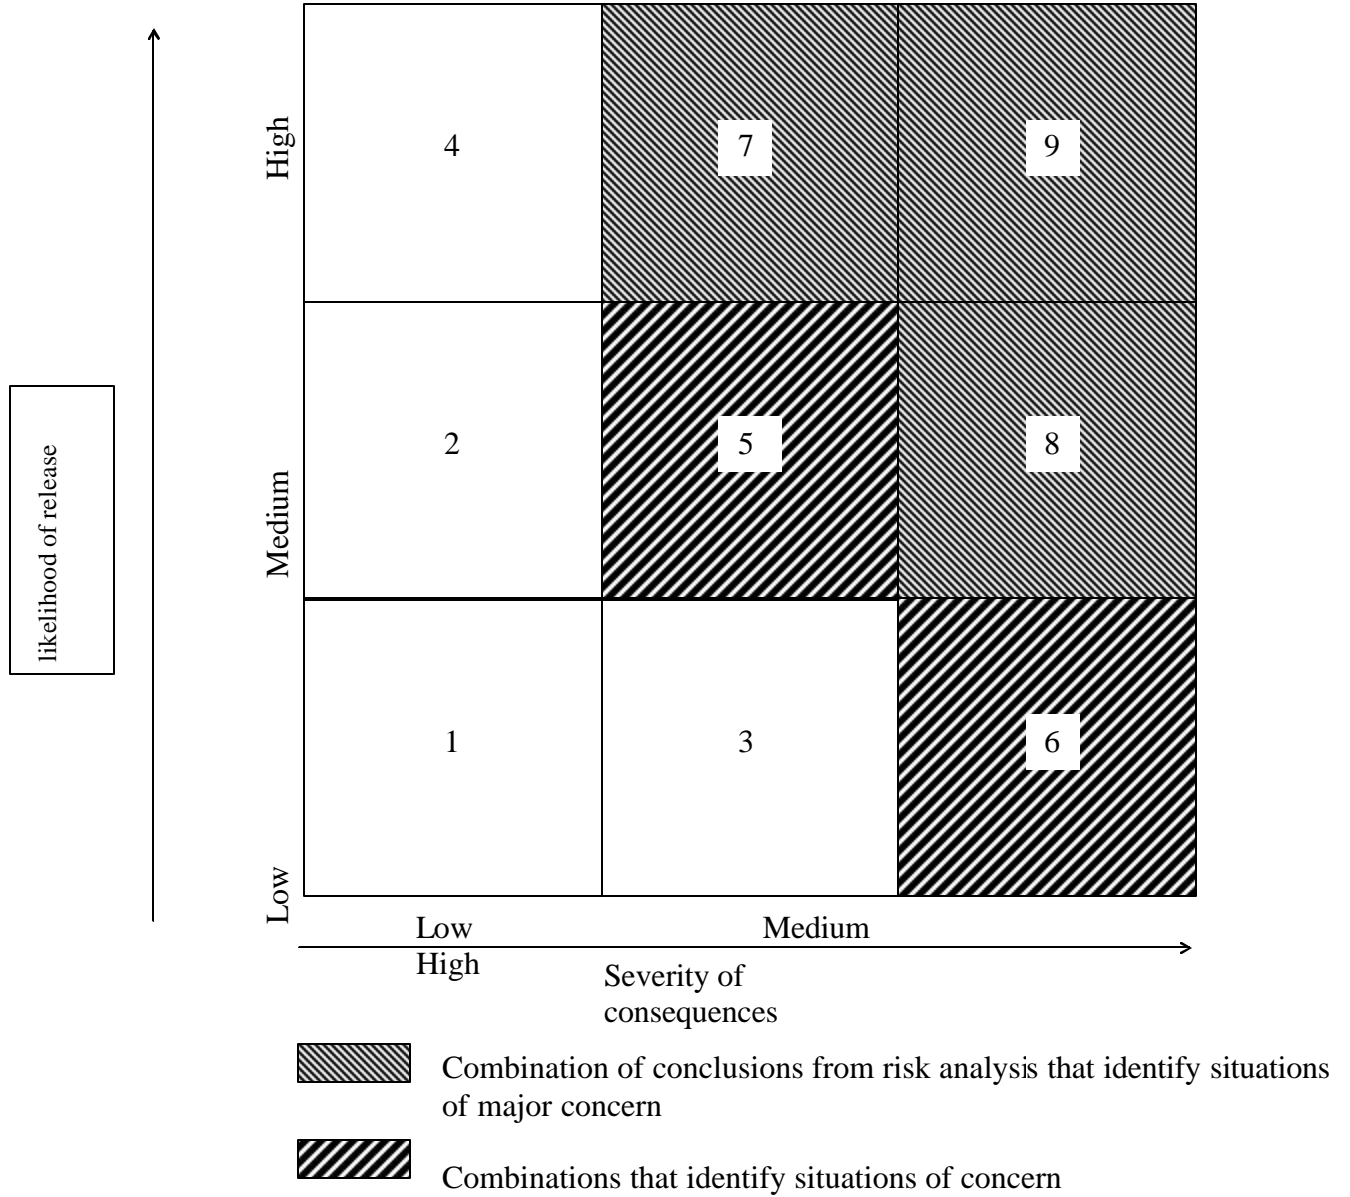 High
4
7
9
likelihood of release
Medium
2
5
8
Low
1
3
6
Low
Medium
High
Severity of
consequences
Combination of conclusions from risk analysis that identify situations
of major concern
Combinations that identify situations of concern